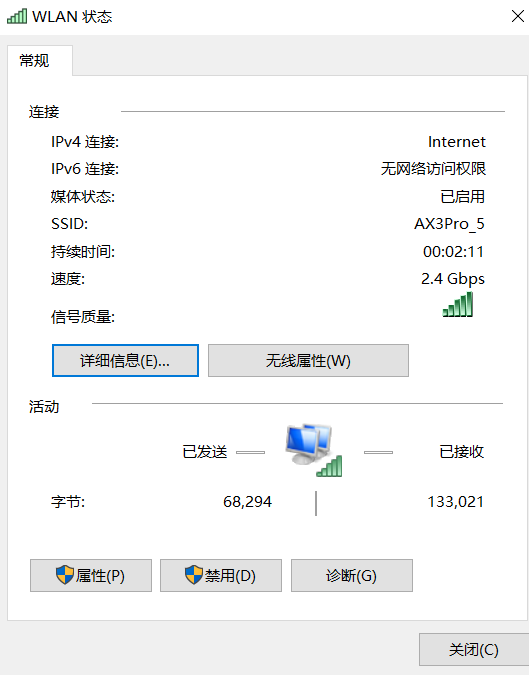 WLAN 状态
常规
连接
IPv4 连接: Internet
IPv6 连接: 无网络访问权限
媒体状态: 已启用
SSID: AX3Pro_5
持续时间: 00:02:11
速度: 2.4 Gbps
信号质量:
详细信息(E)... 无线属性(W)
活动
已发送 已接收
字节: 68,294 133,021
属性(P) 禁用(D) 诊断(G)
关闭(C)